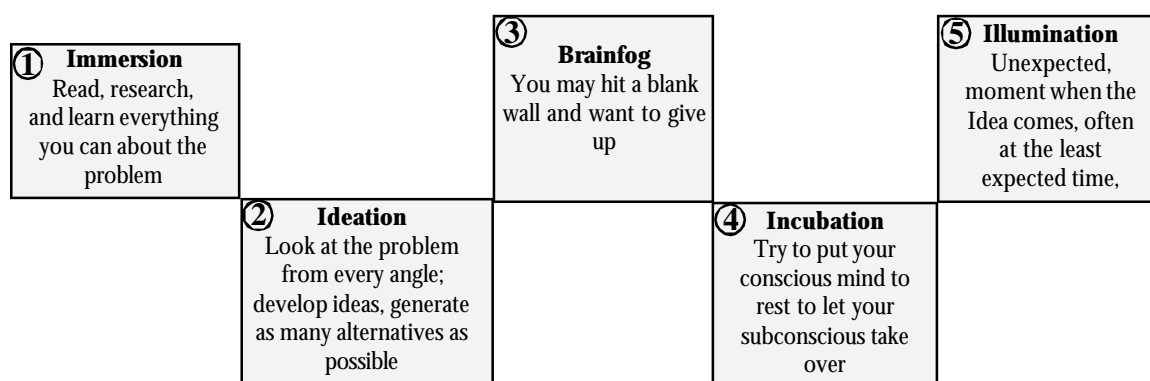 ① Immersion
Read, research,
and learn everything
you can about the
problem
② Ideation
Look at the problem
from every angle;
develop ideas, generate
as many alternatives as
possible
③
Brainfog
You may hit a blank
wall and want to give
up
④ Incubation
Try to put your
conscious mind to
rest to let your
subconscious take
over
⑤ Illumination
Unexpected,
moment when the
Idea comes, often
at the least
expected time,